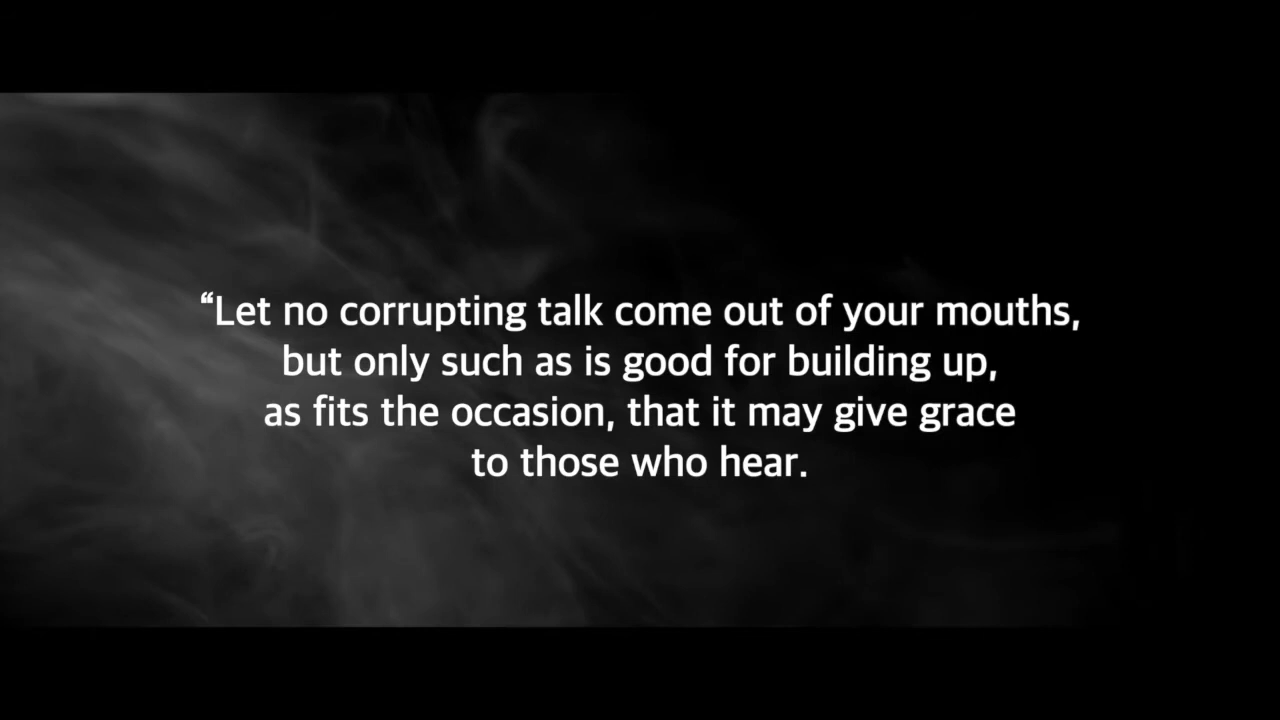 “Let no corrupting talk come out of your mouths,
but only such as is good for building up,
as fits the occasion, that it may give grace
to those who hear.